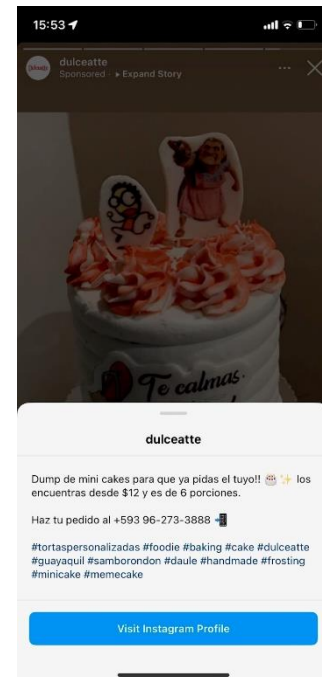 15:53
dulceatte
Sponsored · ▸ Expand Story
Te calmas.
dulceatte
Dump de mini cakes para que ya pidas el tuyo!! 🎂✨ los
encuentras desde $12 y es de 6 porciones.
Haz tu pedido al +593 96-273-3888 📲
#tortaspersonalizadas #foodie #baking #cake #dulceatte
#guayaquil #samborondon #daule #handmade #frosting
#minicake #memecake
Visit Instagram Profile